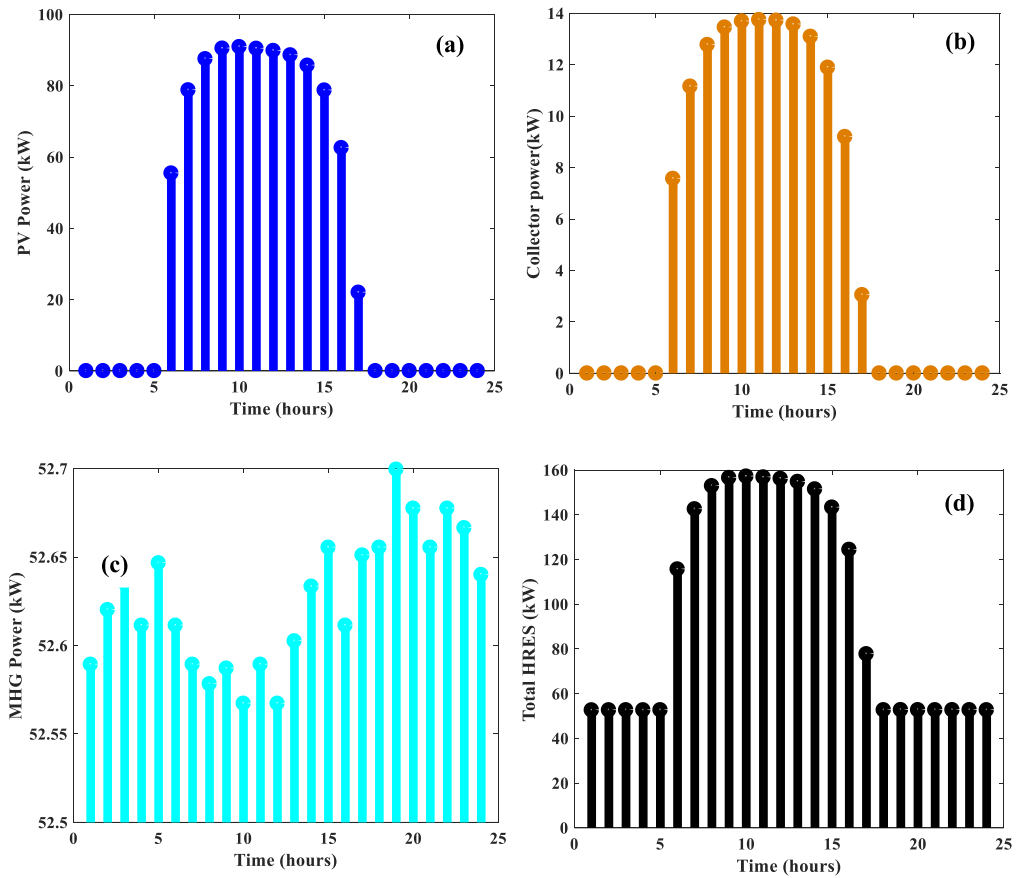 (a)
PV Power (kW)
100
80
60
40
20
0
0 5 10 15 20 25
Time (hours)
(b)
Collector power(kW)
14
12
10
8
6
4
2
0
0 5 10 15 20 25
Time (hours)
(c)
MHG Power (kW)
52.7
52.65
52.6
52.55
52.5
0 5 10 15 20 25
Time (hours)
(d)
Total HRES (kW)
160
140
120
100
80
60
40
20
0
0 5 10 15 20 25
Time (hours)